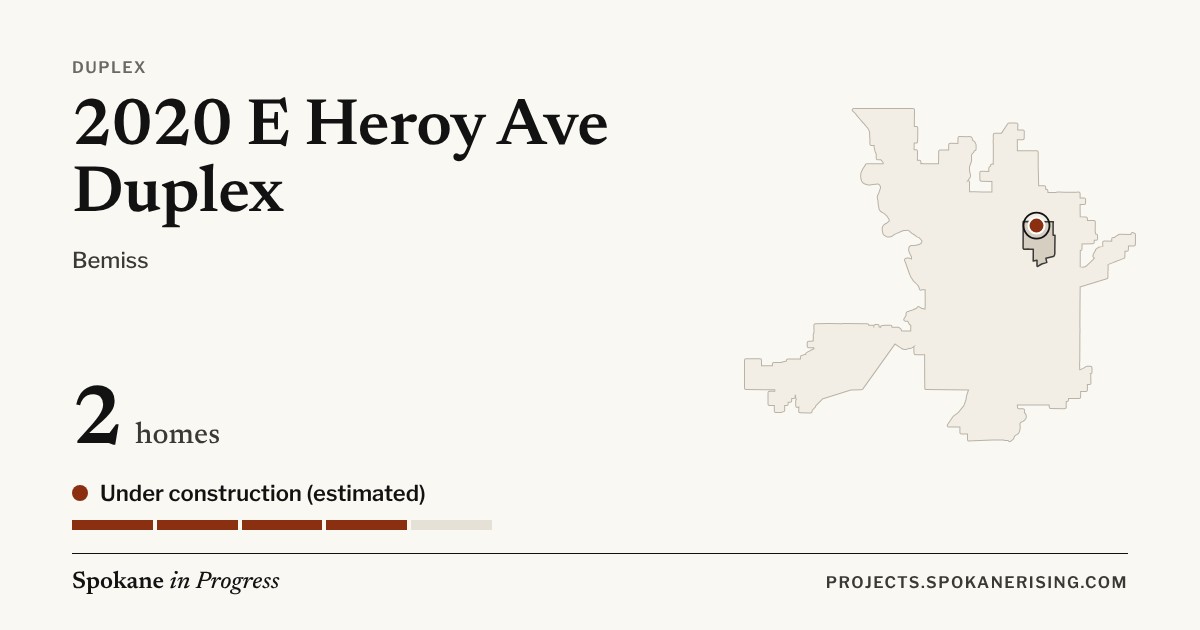 DUPLEX
2020 E Heroy Ave
Duplex
Bemiss
2 homes
Under construction (estimated)
Spokane in Progress
PROJECTS.SPOKANERISING.COM